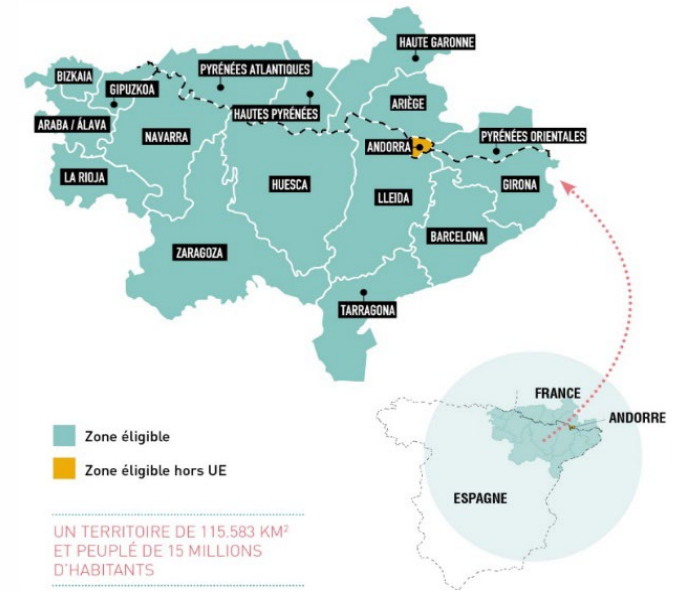 HAUTE GARONNE
PYRÉNÉES ATLANTIQUES
BIZKAIA
GIPUZKOA
HAUTES PYRÉNÉES
ARIÈGE
ARABA / ÁLAVA
NAVARRA
ANDORRA
PYRÉNÉES ORIENTALES
LA RIOJA
HUESCA
LLEIDA
GIRONA
ZARAGOZA
BARCELONA
TARRAGONA
FRANCE
ANDORRE
ESPAGNE
Zone éligible
Zone éligible hors UE
UN TERRITOIRE DE 115.583 KM²
ET PEUPLÉ DE 15 MILLIONS
D'HABITANTS